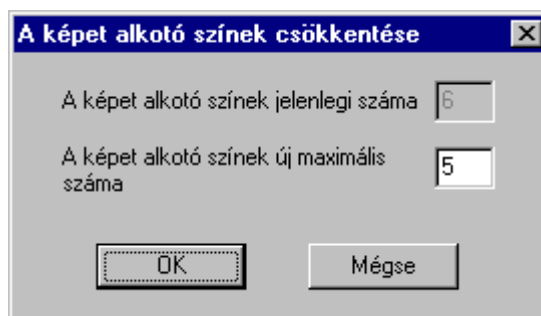 A képet alkotó színek csökkentése
A képet alkotó színek jelenlegi száma 6
A képet alkotó színek új maximális
száma 5
OK Mégse